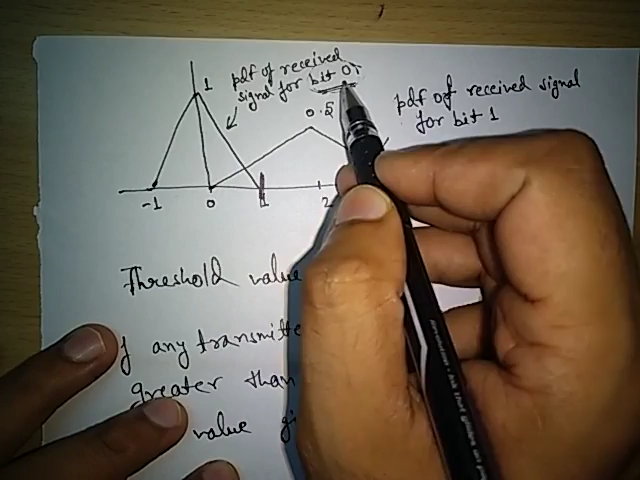 pdf of received
signal for bit 0
1
0.5
pdf of received signal
for bit 1
-1 0 1 2
Threshold value
any transmitte
greater than
value